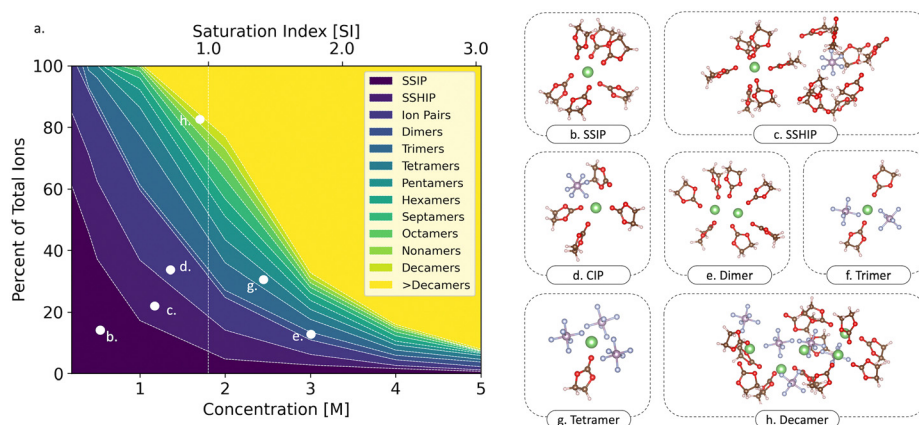 a.
Saturation Index [SI]
1.0 2.0 3.0
100
80
60
40
20
0
Percent of Total Ions
1 2 3 4 5
Concentration [M]
SSIP
SSHIP
Ion Pairs
Dimers
Trimers
Tetramers
Pentamers
Hexamers
Septamers
Octamers
Nonamers
Decamers
>Decamers
h.
d.
g.
c.
b.
e.
b. SSIP
c. SSHIP
d. CIP
e. Dimer
f. Trimer
g. Tetramer
h. Decamer